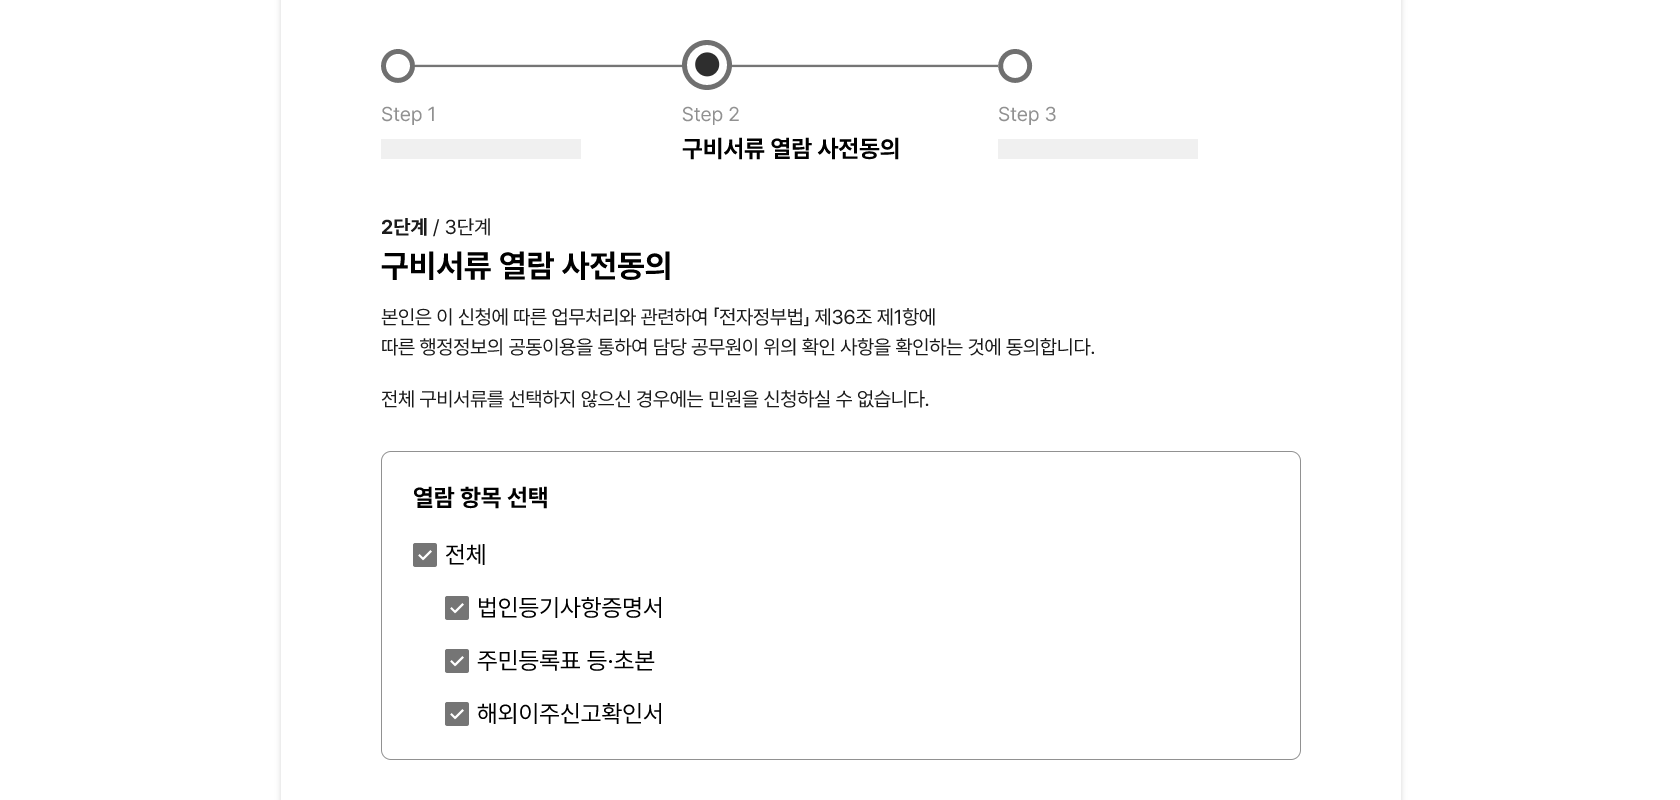 Step 1
Step 2
Step 3
구비서류 열람 사전동의
2단계 / 3단계
구비서류 열람 사전동의
본인은 이 신청에 따른 업무처리와 관련하여 「전자정부법」 제36조 제1항에
따른 행정정보의 공동이용을 통하여 담당 공무원이 위의 확인 사항을 확인하는 것에 동의합니다.
전체 구비서류를 선택하지 않으신 경우에는 민원을 신청하실 수 없습니다.
열람 항목 선택
전체
법인등기사항증명서
주민등록표 등·초본
해외이주신고확인서